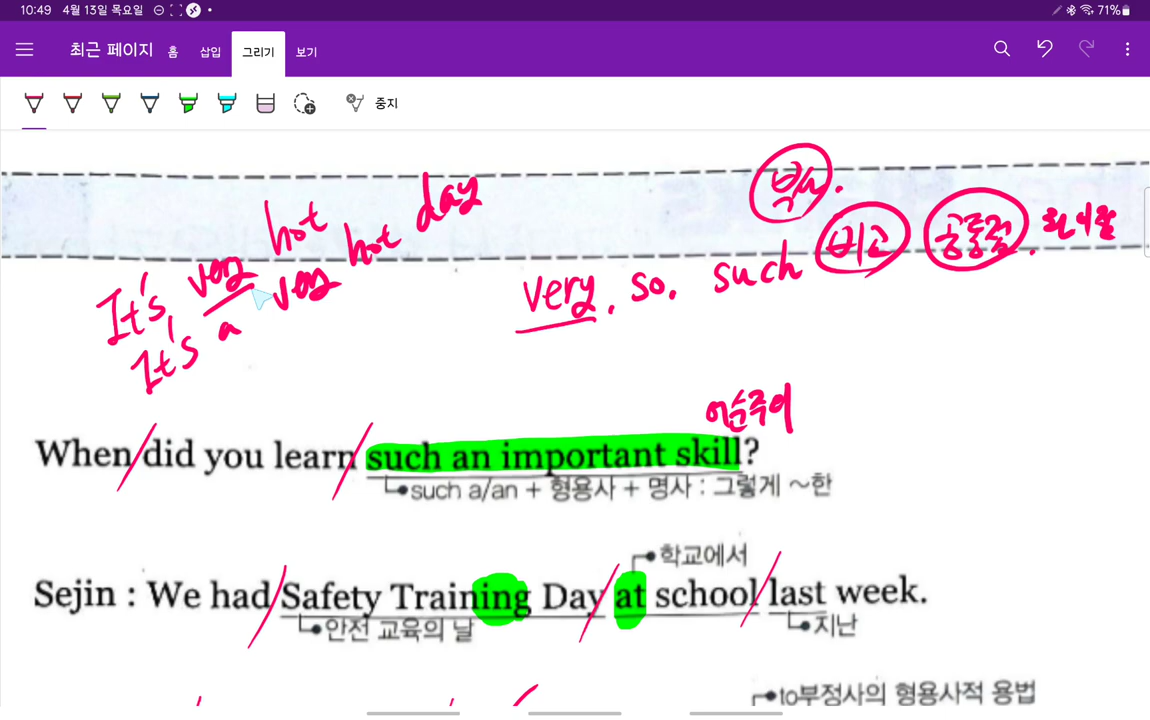 10:49 4월 13일 목요일 71%
최근 페이지 홈 삽입 그리기 보기
중지
부사.
very. so. such 비교 공통점.
It's very hot
It's a very hot day
어순주어
When did you learn such an important skill?
such a/an + 형용사 + 명사 : 그렇게 ~한
학교에서
Sejin : We had Safety Training Day at school last week.
안전 교육의 날 지난
to부정사의 형용사적 용법